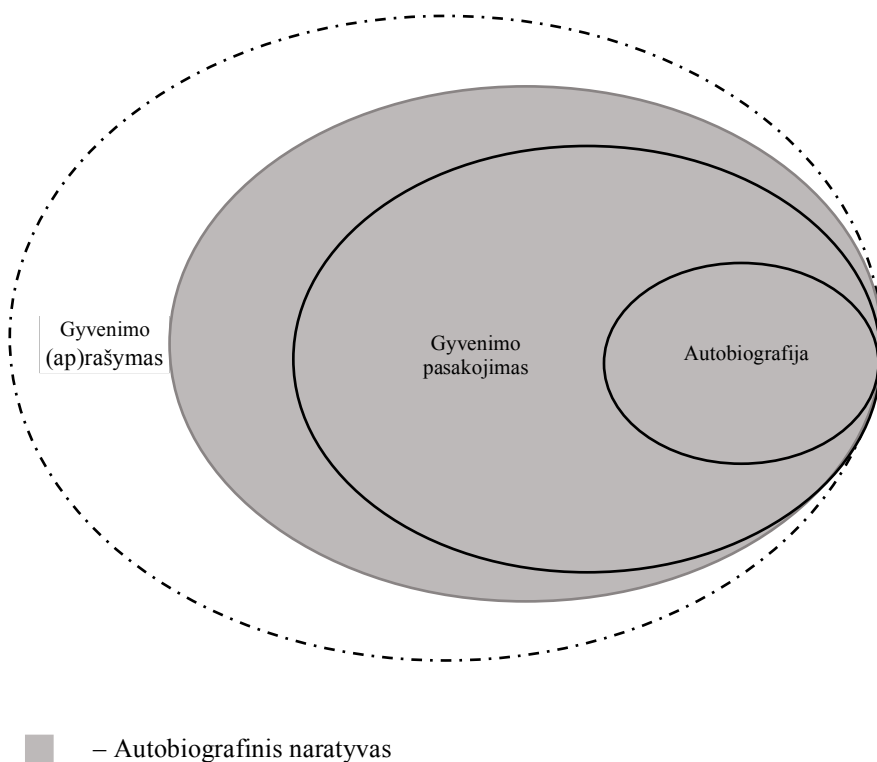 Gyvenimo
(ap)rašymas
Gyvenimo
pasakojimas
Autobiografija
– Autobiografinis naratyvas